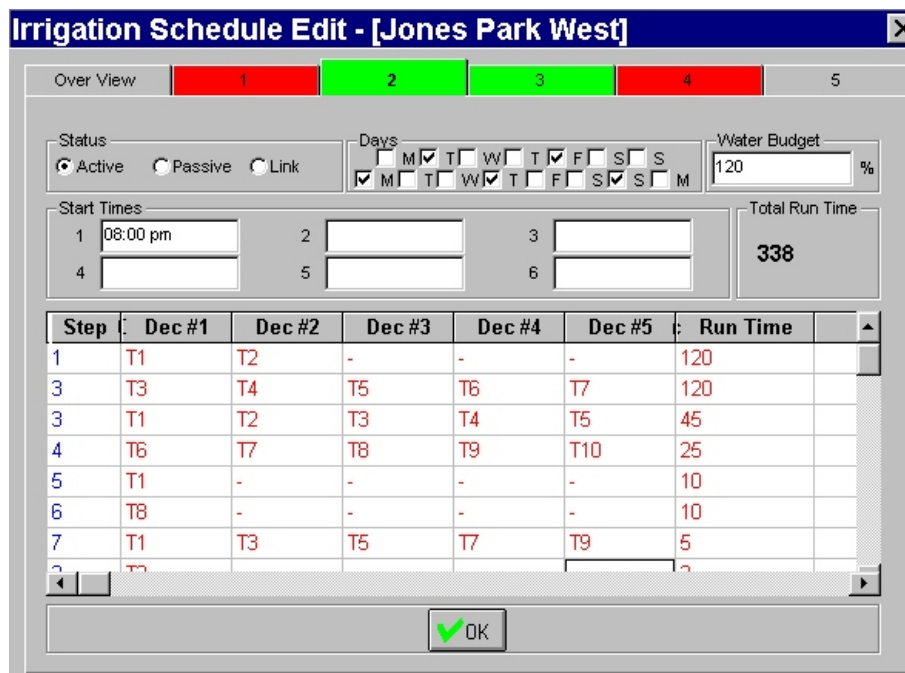 Irrigation Schedule Edit - [Jones Park West]
Over View 1 2 3 4 5
Status Days Water Budget
Active Passive Link
M T W T F S S
M T W T F S S M
120 %
Start Times Total Run Time
1 08:00 pm 2 3
338
4 5 6
Step Dec #1 Dec #2 Dec #3 Dec #4 Dec #5 Run Time
1 T1 T2 - - - 120
3 T3 T4 T5 T6 T7 120
3 T1 T2 T3 T4 T5 45
4 T6 T7 T8 T9 T10 25
5 T1 - - - - 10
6 T8 - - - - 10
7 T1 T3 T5 T7 T9 5
OK